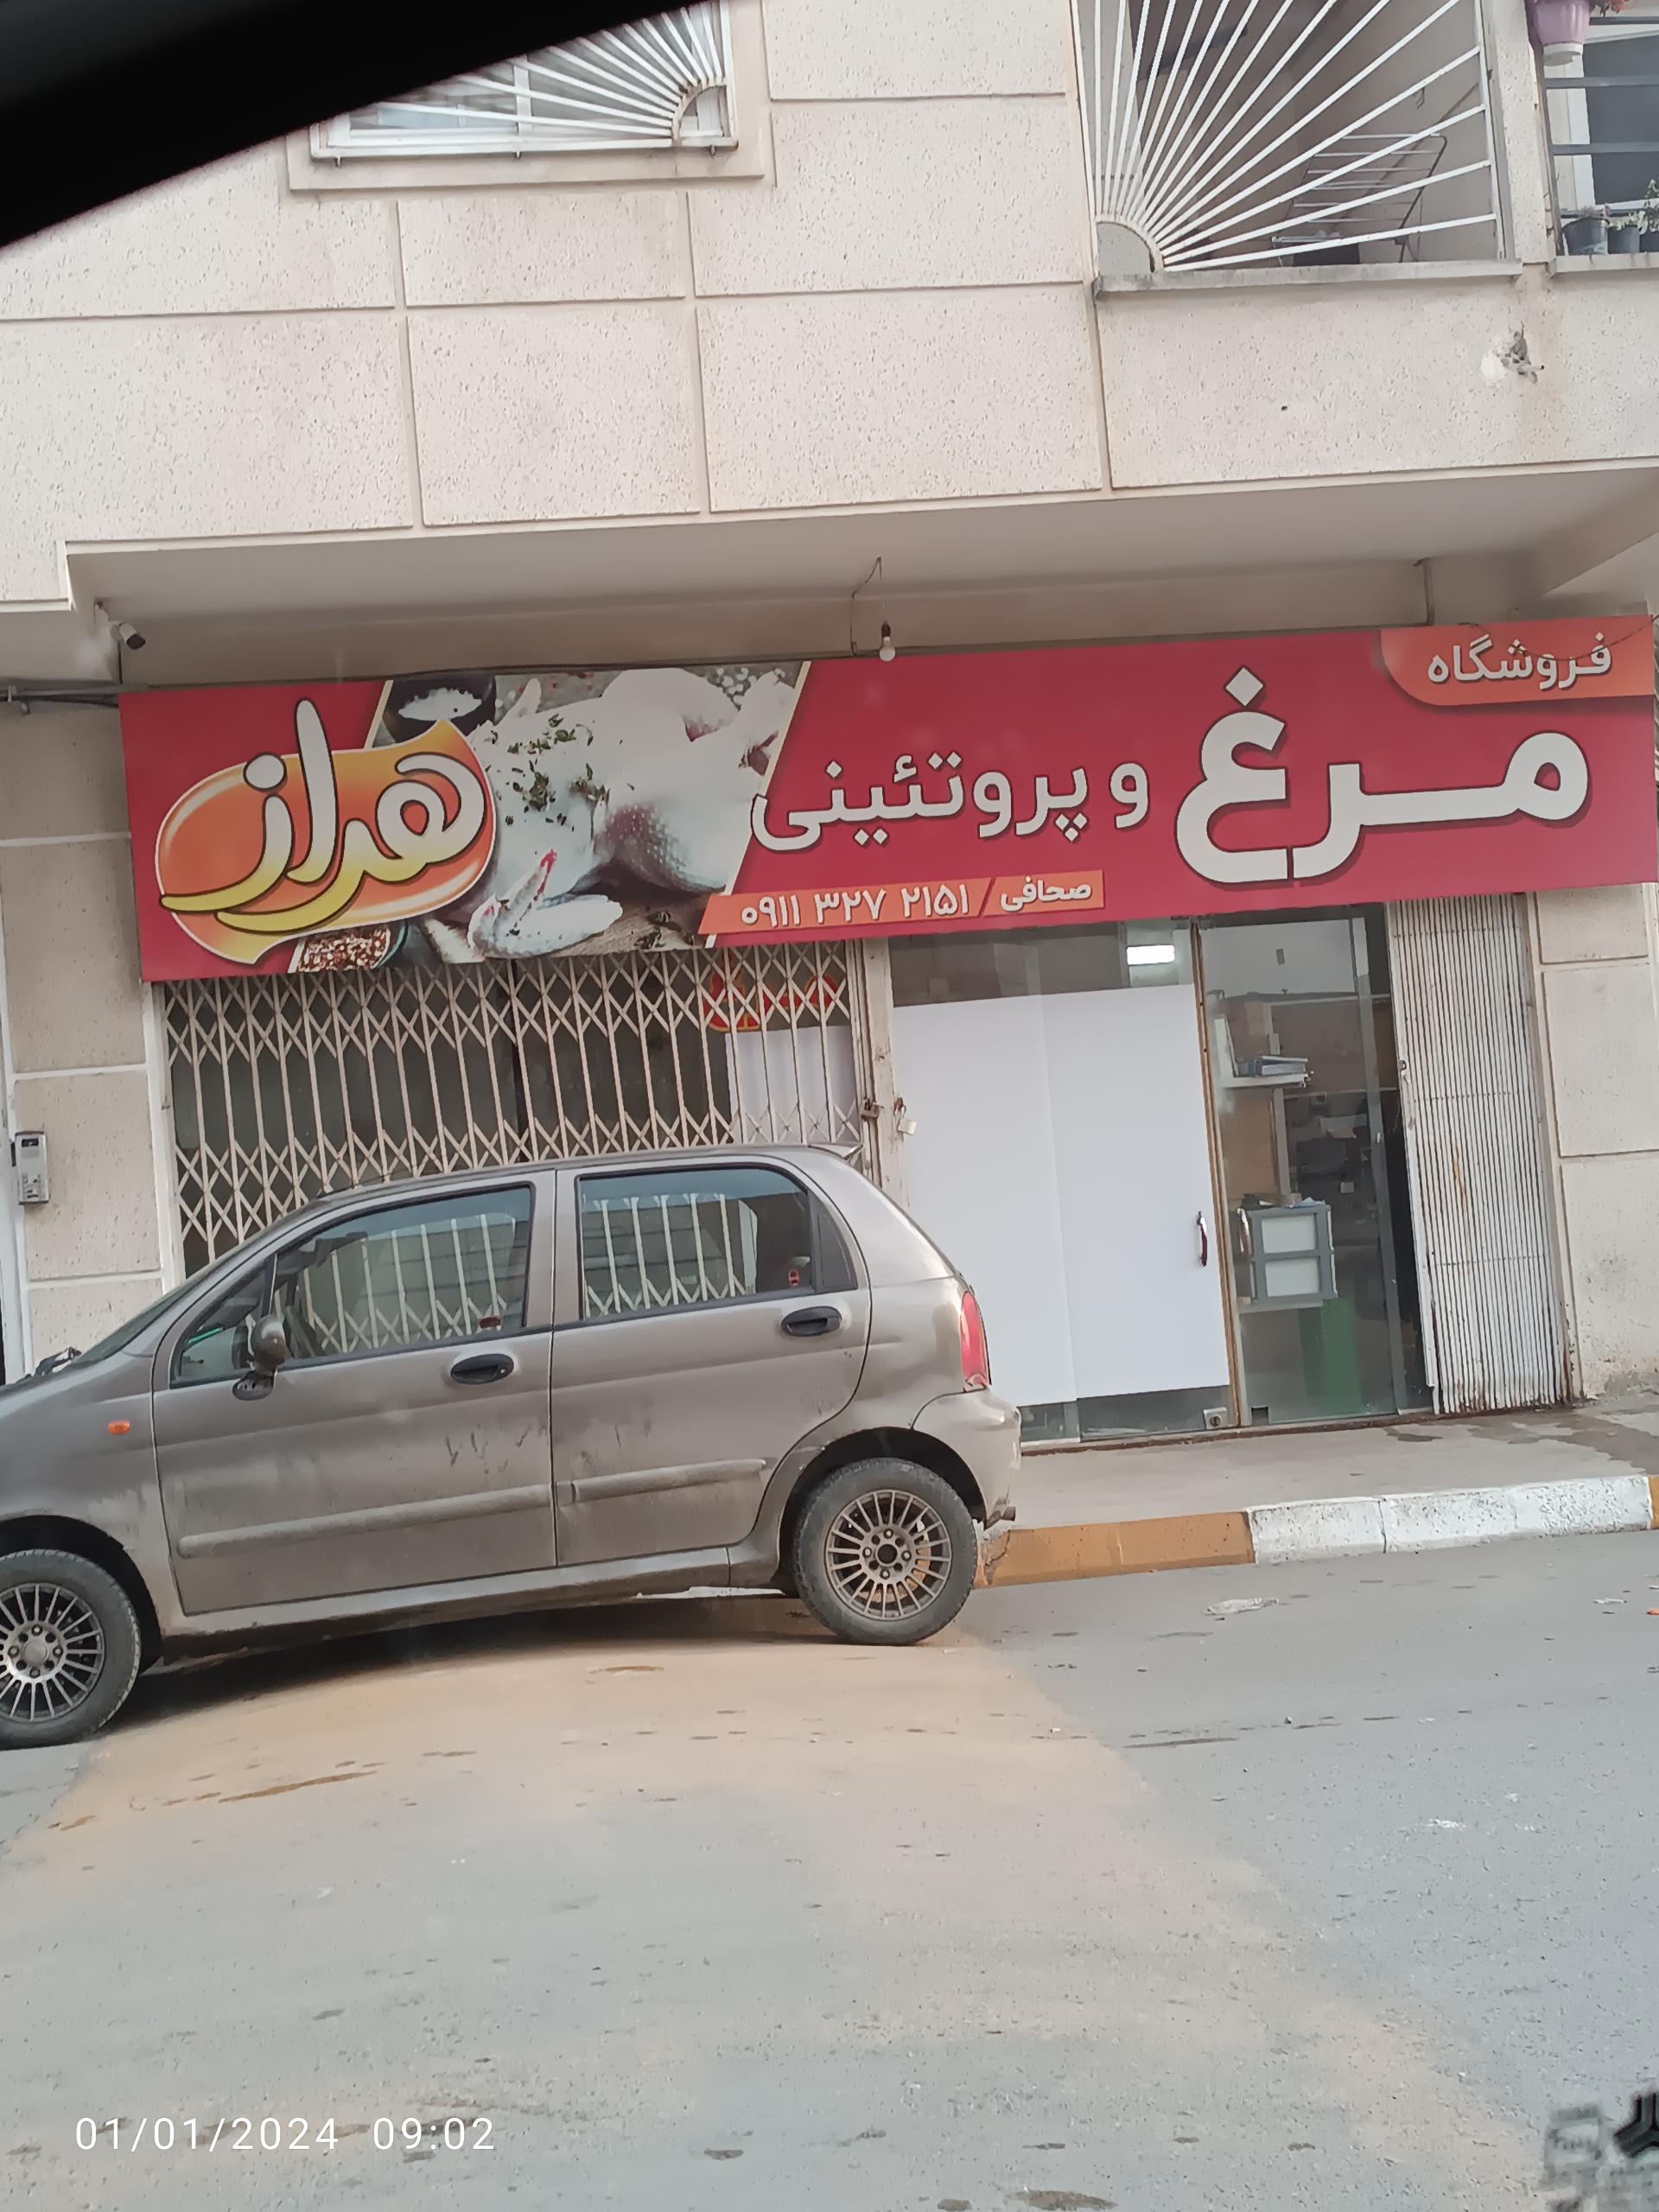 فروشگاه
مرغ و پروتئینی
هراز
صحافی / ۰۹۱۱ ۳۲۷ ۲۱۵۱
01/01/2024 09:02